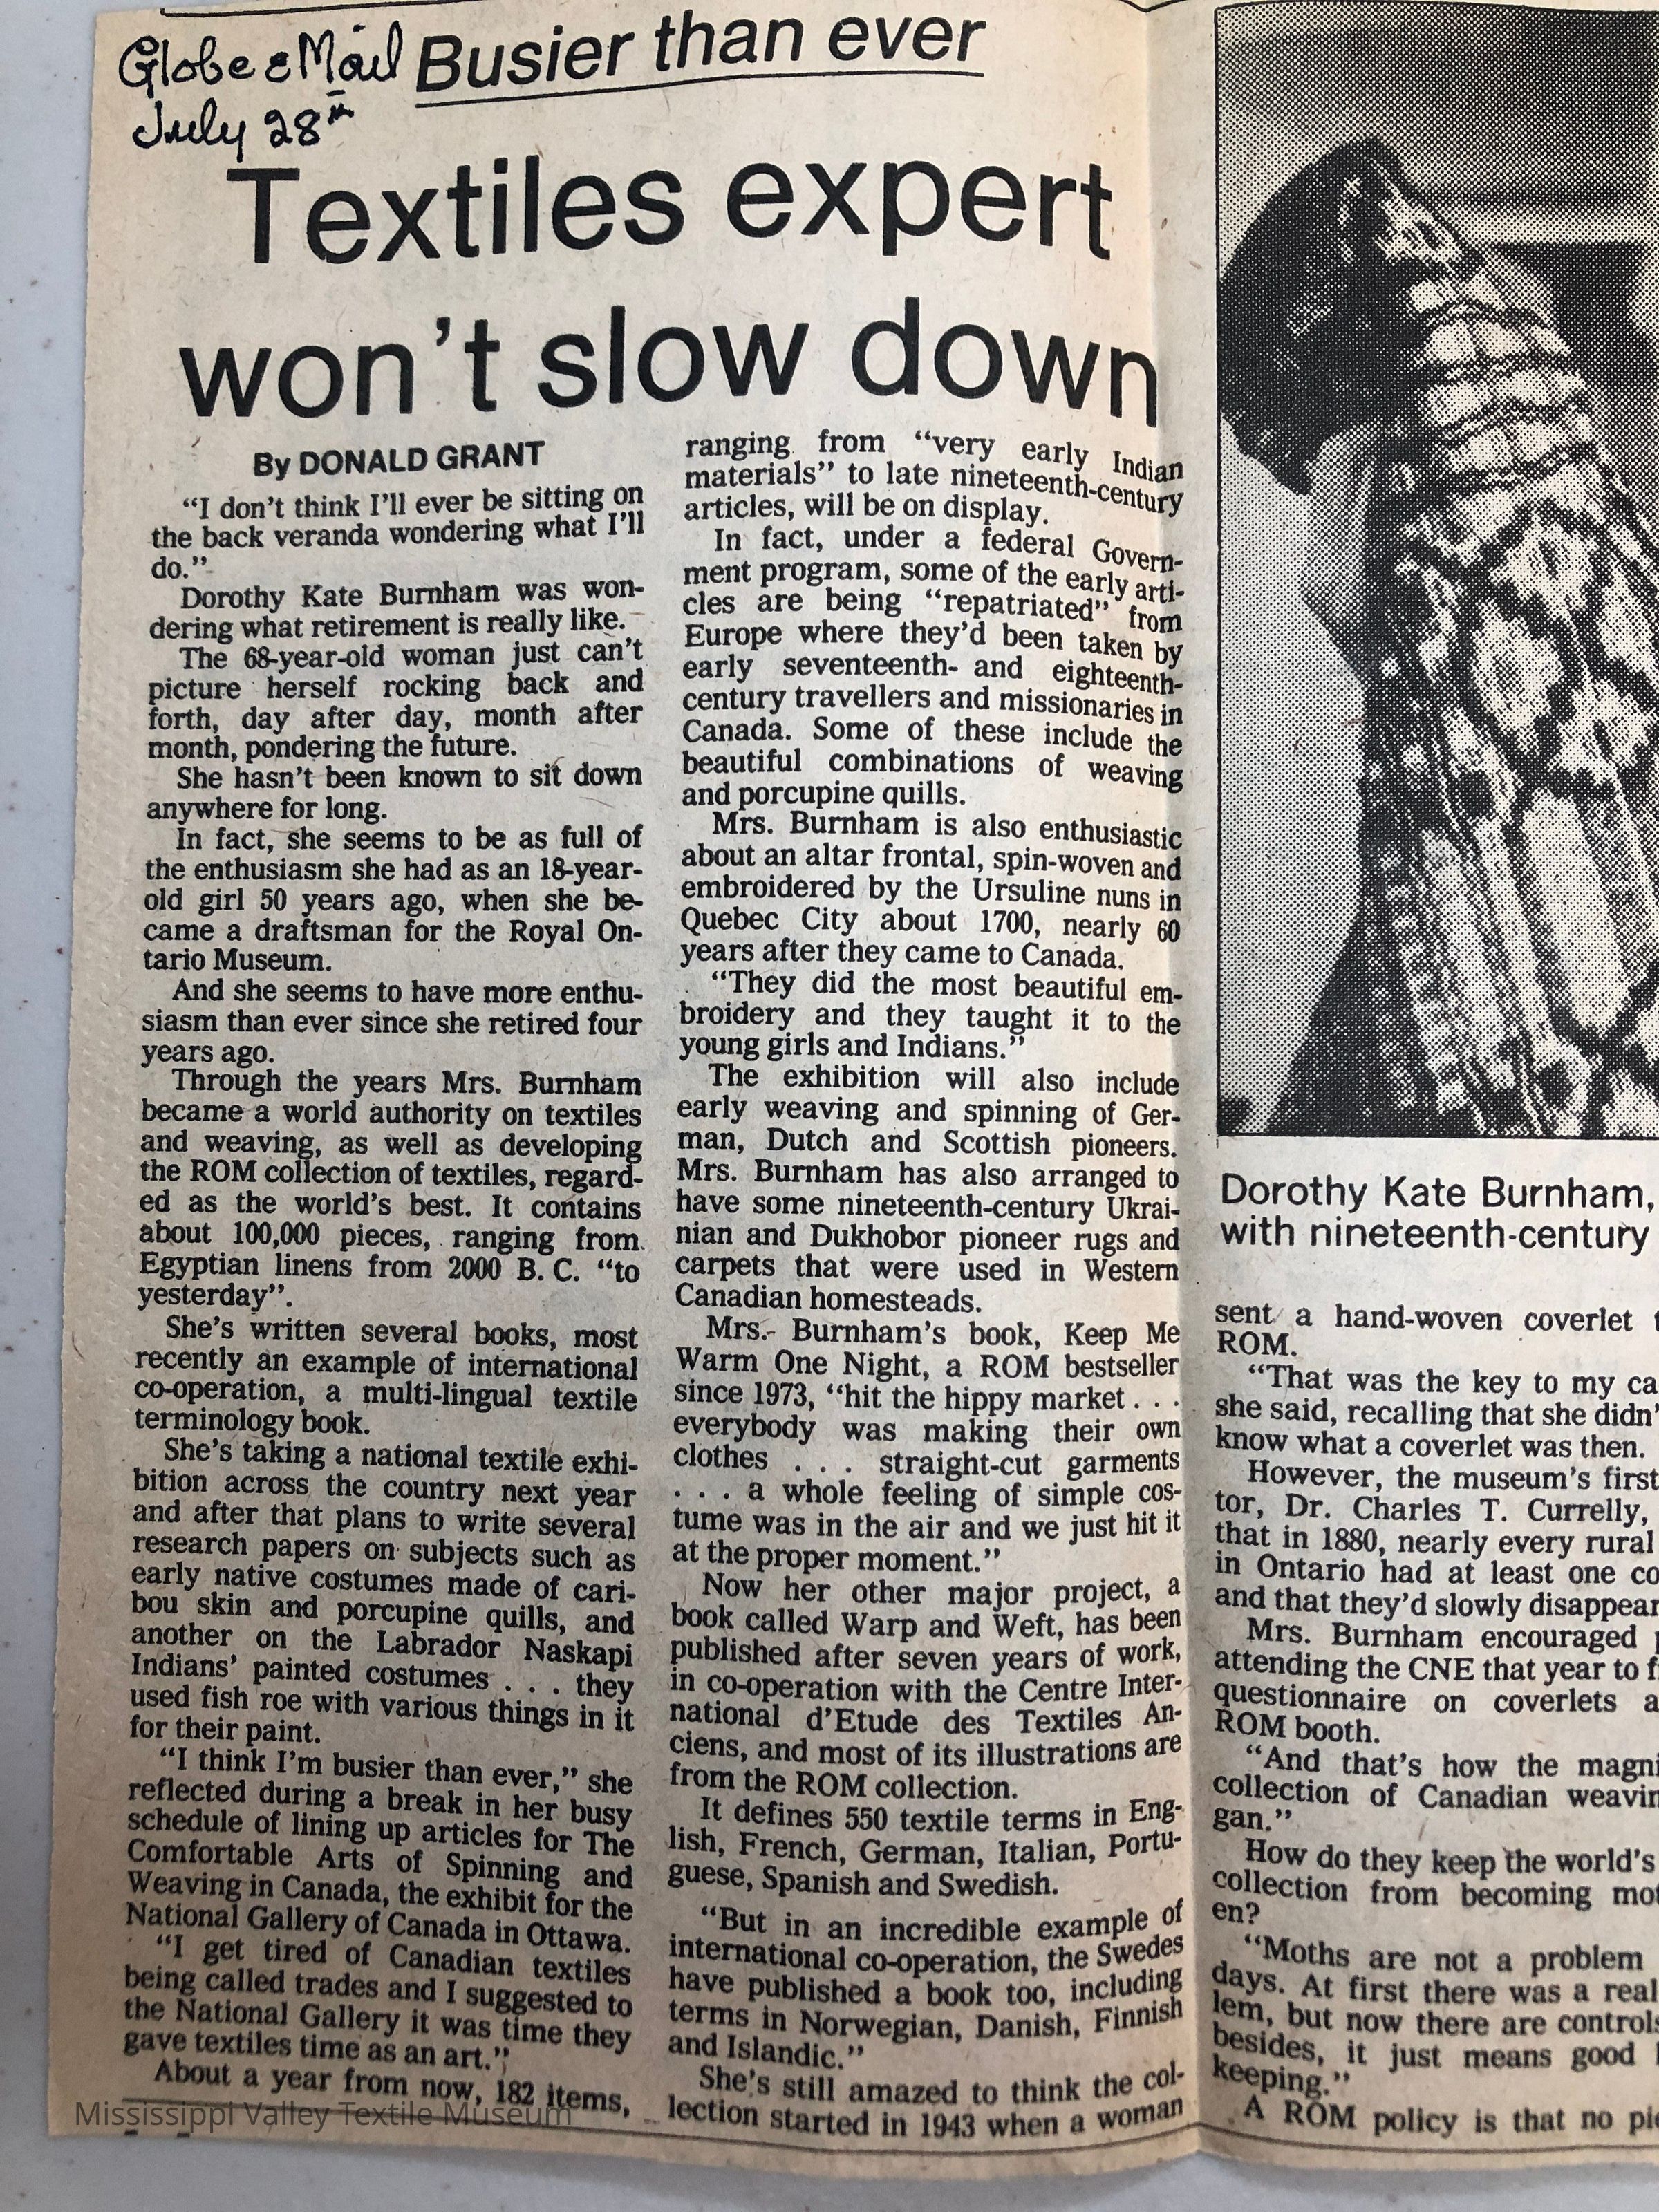 Globe & Mail
July 28th
Busier than ever
Textiles expert
won't slow down
By DONALD GRANT
"I don't think I'll ever be sitting on
the back veranda wondering what I'll
do."
Dorothy Kate Burnham was won-
dering what retirement is really like.
The 68-year-old woman just can't
picture herself rocking back and
forth, day after day, month after
month, pondering the future.
She hasn't been known to sit down
anywhere for long.
In fact, she seems to be as full of
the enthusiasm she had as an 18-year-
old girl 50 years ago, when she be-
came a draftsman for the Royal On-
tario Museum.
And she seems to have more enthu-
siasm than ever since she retired four
years ago.
Through the years Mrs. Burnham
became a world authority on textiles
and weaving, as well as developing
the ROM collection of textiles, regard-
ed as the world's best. It contains
about 100,000 pieces, ranging from
Egyptian linens from 2000 B.C. "to
yesterday".
She's written several books, most
recently an example of international
co-operation, a multi-lingual textile
terminology book.
She's taking a national textile exhi-
bition across the country next year
and after that plans to write several
research papers on subjects such as
early native costumes made of cari-
bou skin and porcupine quills, and
another on the Labrador Naskapi
Indians' painted costumes . . . they
used fish roe with various things in it
for their paint.
"I think I'm busier than ever," she
reflected during a break in her busy
schedule of lining up articles for The
Comfortable Arts of Spinning and
Weaving in Canada, the exhibit for the
National Gallery of Canada in Ottawa.
"I get tired of Canadian textiles
being called trades and I suggested to
the National Gallery it was time they
gave textiles time as an art."
About a year from now, 182 items,
ranging from "very early Indian
materials" to late nineteenth-century
articles, will be on display.
In fact, under a federal Govern-
ment program, some of the early arti-
cles are being "repatriated" from
Europe where they'd been taken by
early seventeenth- and eighteenth-
century travellers and missionaries in
Canada. Some of these include the
beautiful combinations of weaving
and porcupine quills.
Mrs. Burnham is also enthusiastic
about an altar frontal, spin-woven and
embroidered by the Ursuline nuns in
Quebec City about 1700, nearly 60
years after they came to Canada.
"They did the most beautiful em-
broidery and they taught it to the
young girls and Indians."
The exhibition will also include
early weaving and spinning of Ger-
man, Dutch and Scottish pioneers.
Mrs. Burnham has also arranged to
have some nineteenth-century Ukrai-
nian and Dukhobor pioneer rugs and
carpets that were used in Western
Canadian homesteads.
Mrs. Burnham's book, Keep Me
Warm One Night, a ROM bestseller
since 1973, "hit the hippy market . . .
everybody was making their own
clothes . . . straight-cut garments
. . . a whole feeling of simple cos-
tume was in the air and we just hit it
at the proper moment."
Now her other major project, a
book called Warp and Weft, has been
published after seven years of work,
in co-operation with the Centre Inter-
national d'Etude des Textiles An-
ciens, and most of its illustrations are
from the ROM collection.
It defines 550 textile terms in Eng-
lish, French, German, Italian, Portu-
guese, Spanish and Swedish.
"But in an incredible example of
international co-operation, the Swedes
have published a book too, including
terms in Norwegian, Danish, Finnish
and Islandic."
She's still amazed to think the col-
lection started in 1943 when a woman
Dorothy Kate Burnham,
with nineteenth-century
sent a hand-woven coverlet
ROM.
"That was the key to my ca
she said, recalling that she didn'
know what a coverlet was then.
However, the museum's first
tor, Dr. Charles T. Currelly,
that in 1880, nearly every rural
in Ontario had at least one co
and that they'd slowly disappear
Mrs. Burnham encouraged
attending the CNE that year to f
questionnaire on coverlets a
ROM booth.
"And that's how the magni
collection of Canadian weavin
gan."
How do they keep the world's
collection from becoming mot
en?
"Moths are not a problem
days. At first there was a real
lem, but now there are controls
besides, it just means good
keeping."
A ROM policy is that no pie
Mississippi Valley Textile Museum